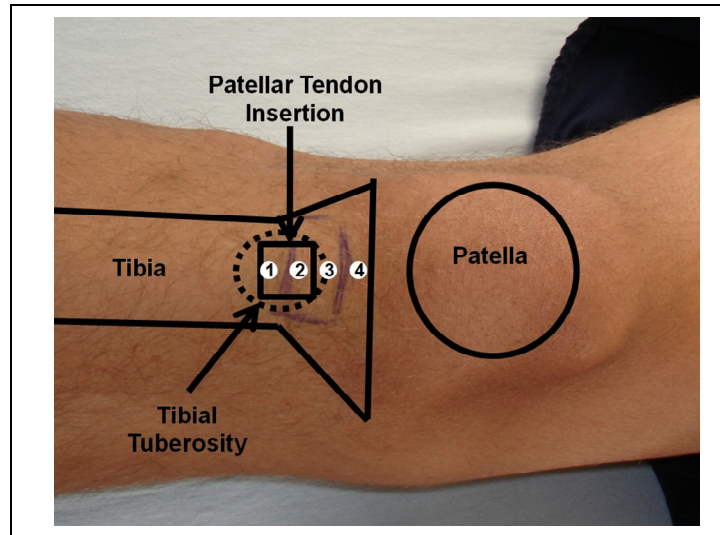 Patellar Tendon
Insertion
Tibia
1 2 3 4
Patella
Tibial
Tuberosity